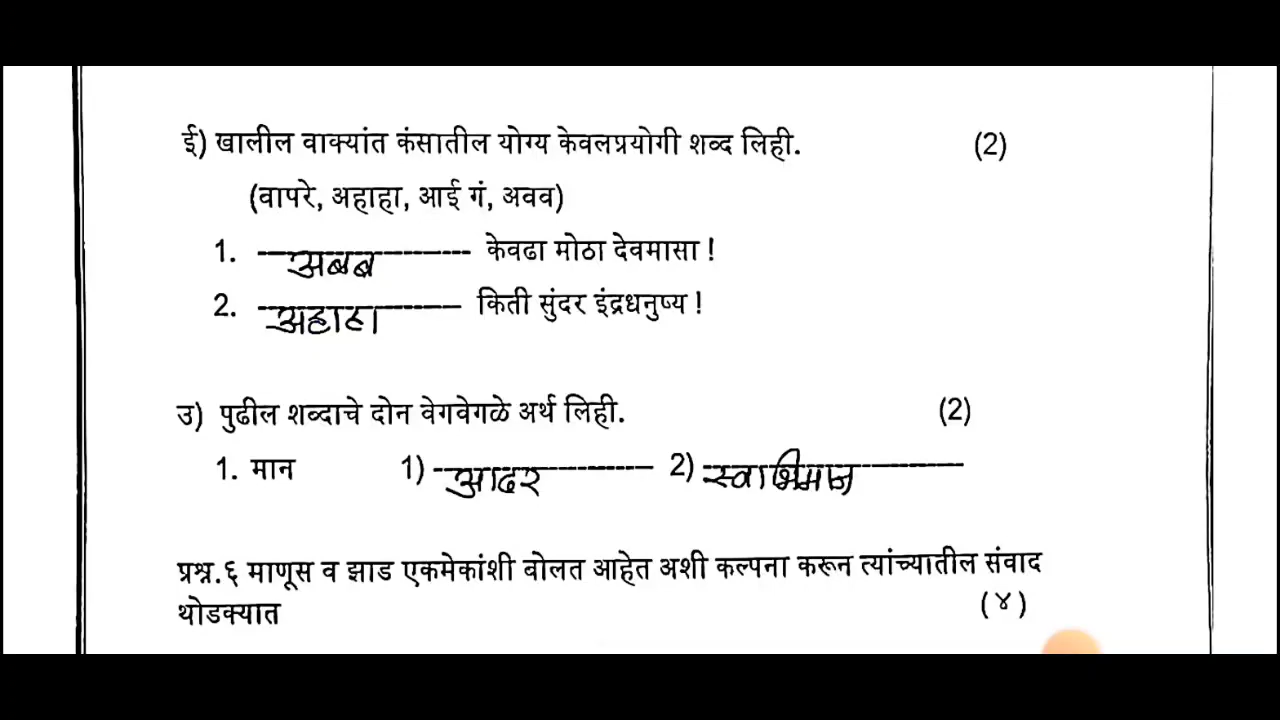 ई) खालील वाक्यांत कंसातील योग्य केवलप्रयोगी शब्द लिही. (2)
(वापरे, अहाहा, आई गं, अवव)
1. अबब केवढा मोठा देवमासा !
2. अहाहा किती सुंदर इंद्रधनुष्य !
उ) पुढील शब्दाचे दोन वेगवेगळे अर्थ लिही. (2)
1. मान 1) आदर 2) स्वाभिमान
प्रश्न.६ माणूस व झाड एकमेकांशी बोलत आहेत अशी कल्पना करून त्यांच्यातील संवाद
थोडक्यात (४)